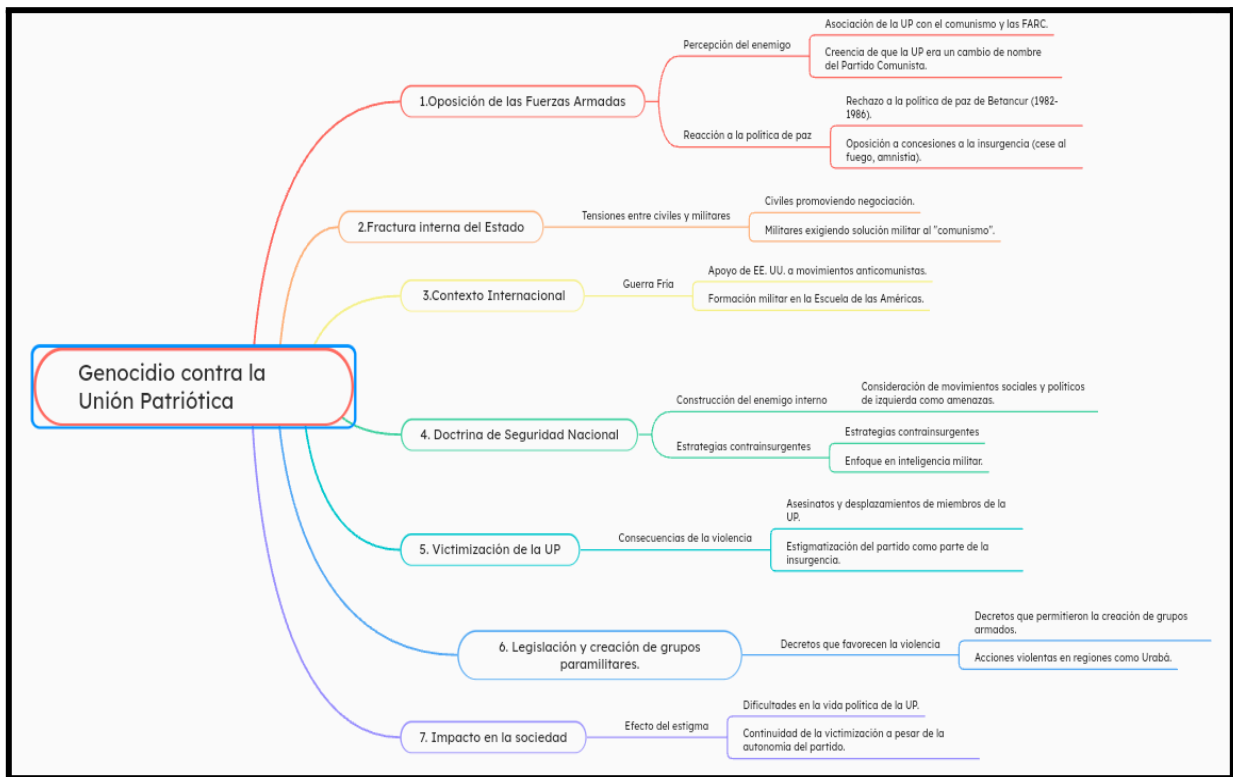 Genocidio contra la
Unión Patriótica
1.Oposición de las Fuerzas Armadas
Percepción del enemigo
Asociación de la UP con el comunismo y las FARC.
Creencia de que la UP era un cambio de nombre
del Partido Comunista.
Reacción a la política de paz
Rechazo a la política de paz de Betancur (1982-
1986).
Oposición a concesiones a la insurgencia (cese al
fuego, amnistía).
2.Fractura interna del Estado
Tensiones entre civiles y militares
Civiles promoviendo negociación.
Militares exigiendo solución militar al "comunismo".
3.Contexto Internacional
Guerra Fría
Apoyo de EE. UU. a movimientos anticomunistas.
Formación militar en la Escuela de las Américas.
4. Doctrina de Seguridad Nacional
Construcción del enemigo interno
Consideración de movimientos sociales y políticos
de izquierda como amenazas.
Estrategias contrainsurgentes
Estrategias contrainsurgentes
Enfoque en inteligencia militar.
5. Victimización de la UP
Consecuencias de la violencia
Asesinatos y desplazamientos de miembros de la
UP.
Estigmatización del partido como parte de la
insurgencia.
6. Legislación y creación de grupos
paramilitares.
Decretos que favorecen la violencia
Decretos que permitieron la creación de grupos
armados.
Acciones violentas en regiones como Urabá.
7. Impacto en la sociedad
Efecto del estigma
Dificultades en la vida política de la UP.
Continuidad de la victimización a pesar de la
autonomía del partido.